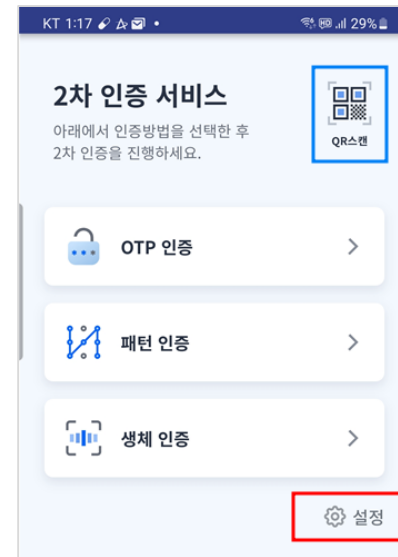 KT 1:17
29%
2차 인증 서비스
아래에서 인증방법을 선택한 후
2차 인증을 진행하세요.
QR스캔
OTP 인증
패턴 인증
생체 인증
설정